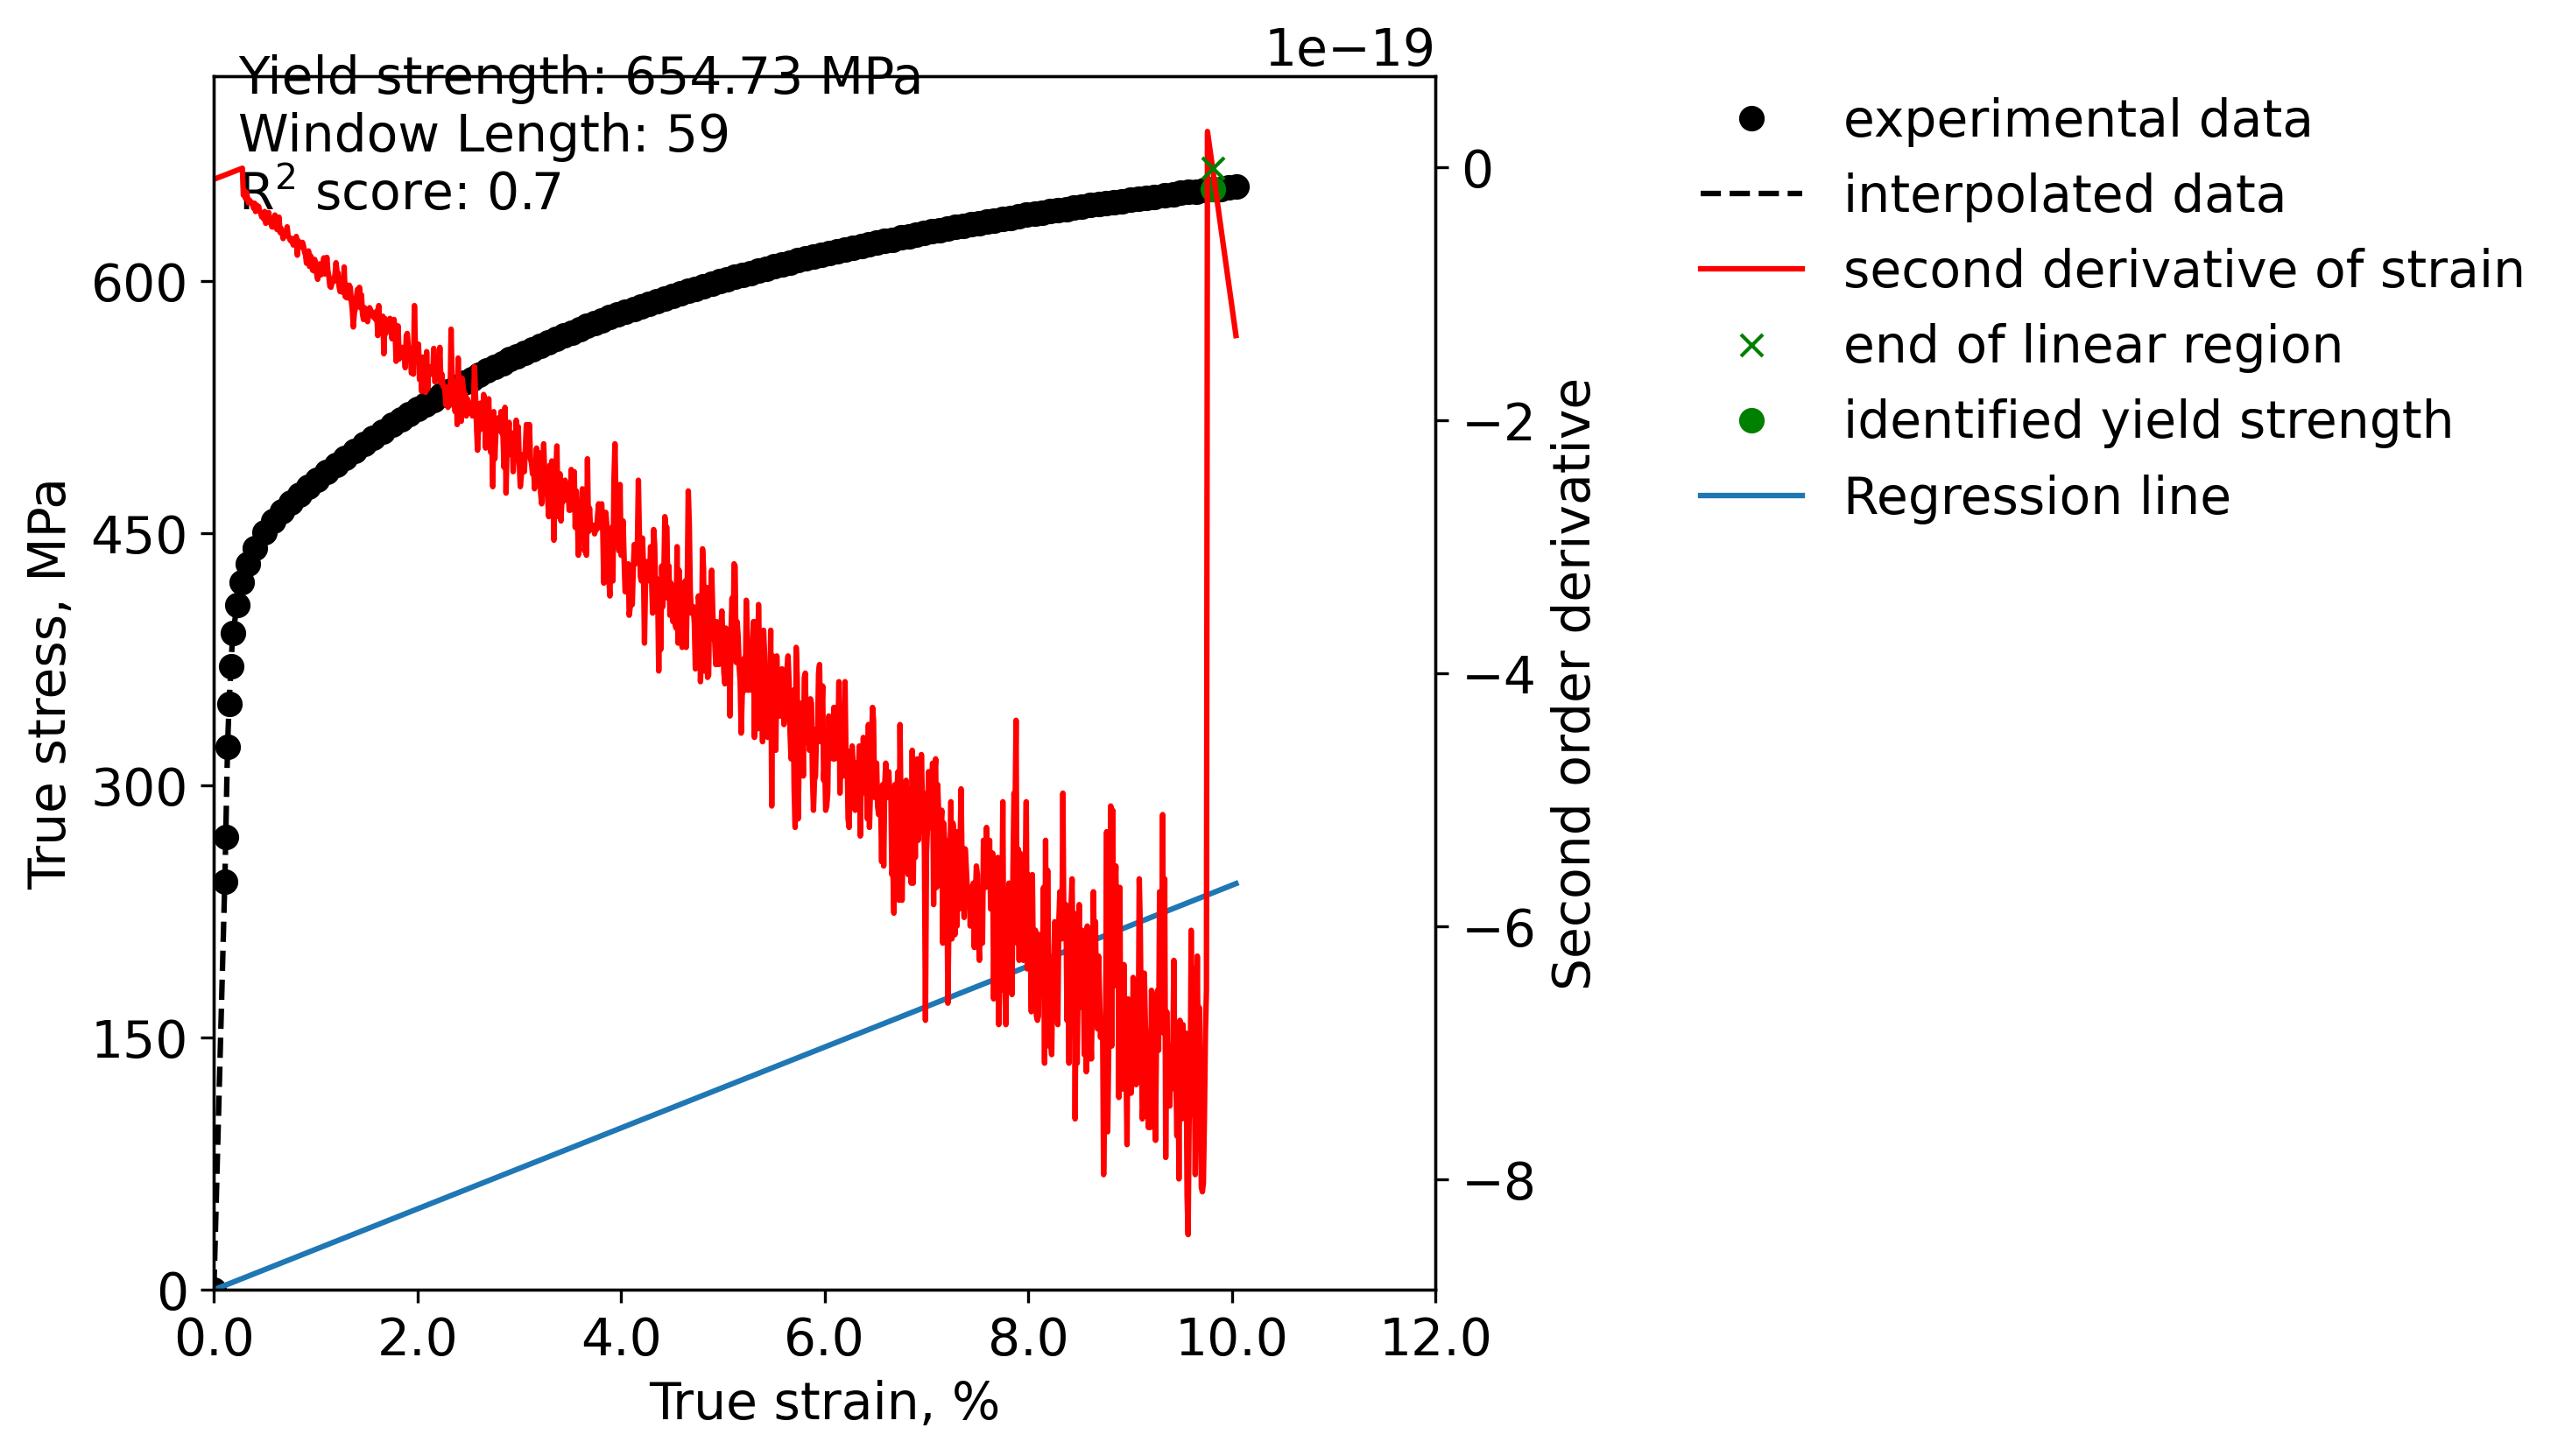 1e−19
Yield strength: 654.73 MPa
Window Length: 59
R² score: 0.7
experimental data
interpolated data
second derivative of strain
end of linear region
identified yield strength
Regression line
True stress, MPa
600
450
300
150
0
0
−2
−4
−6
−8
Second order derivative
0.0 2.0 4.0 6.0 8.0 10.0 12.0
True strain, %